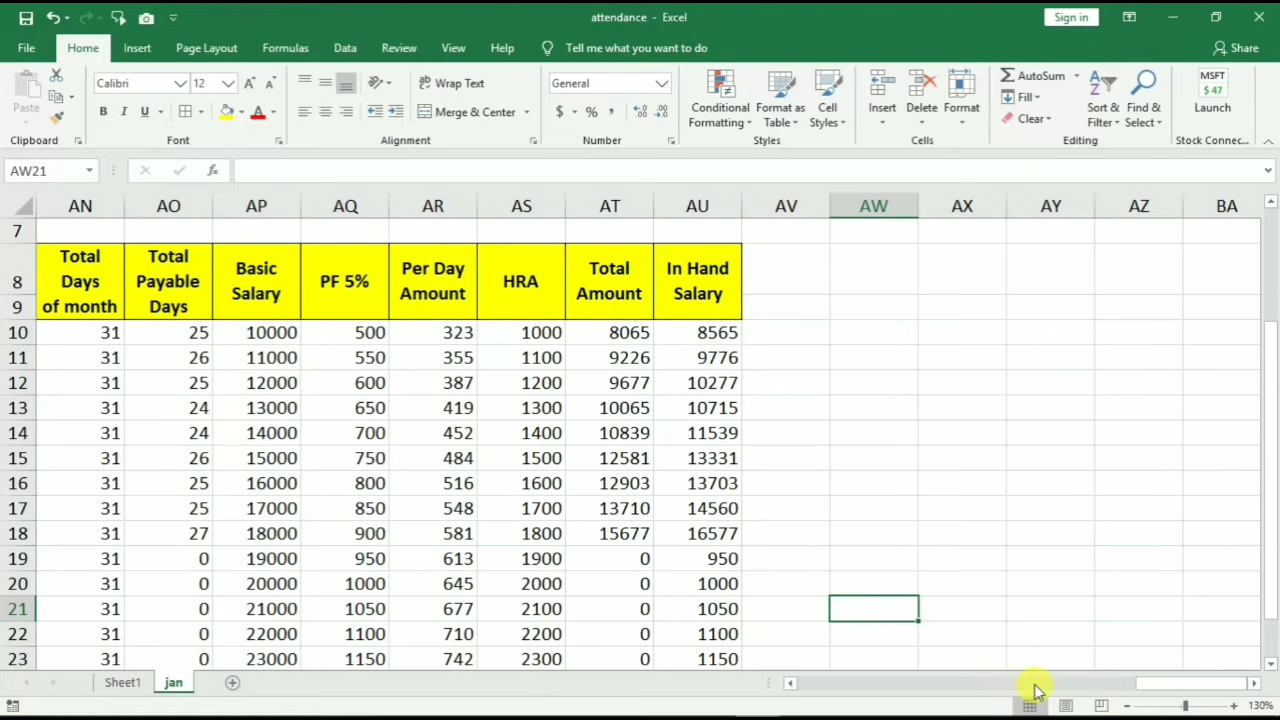 attendance - Excel
Sign in
File Home Insert Page Layout Formulas Data Review View Help Tell me what you want to do Share
Paste
Clipboard
Calibri 12
B I U
Font
Wrap Text
Merge & Center
Alignment
General
$ % ,
Number
Conditional Formatting
Format as Table
Cell Styles
Styles
Insert Delete Format
Cells
AutoSum
Fill
Clear
Sort & Filter
Find & Select
Editing
MSFT
$ 47
Launch
Stock Connec...
AW21 fx
AN AO AP AQ AR AS AT AU AV AW AX AY AZ BA
7
8
9
Total Days of month
Total Payable Days
Basic Salary
PF 5%
Per Day Amount
HRA
Total Amount
In Hand Salary
10 31 25 10000 500 323 1000 8065 8565
11 31 26 11000 550 355 1100 9226 9776
12 31 25 12000 600 387 1200 9677 10277
13 31 24 13000 650 419 1300 10065 10715
14 31 24 14000 700 452 1400 10839 11539
15 31 26 15000 750 484 1500 12581 13331
16 31 25 16000 800 516 1600 12903 13703
17 31 25 17000 850 548 1700 13710 14560
18 31 27 18000 900 581 1800 15677 16577
19 31 0 19000 950 613 1900 0 950
20 31 0 20000 1000 645 2000 0 1000
21 31 0 21000 1050 677 2100 0 1050
22 31 0 22000 1100 710 2200 0 1100
23 31 0 23000 1150 742 2300 0 1150
Sheet1 jan
130%